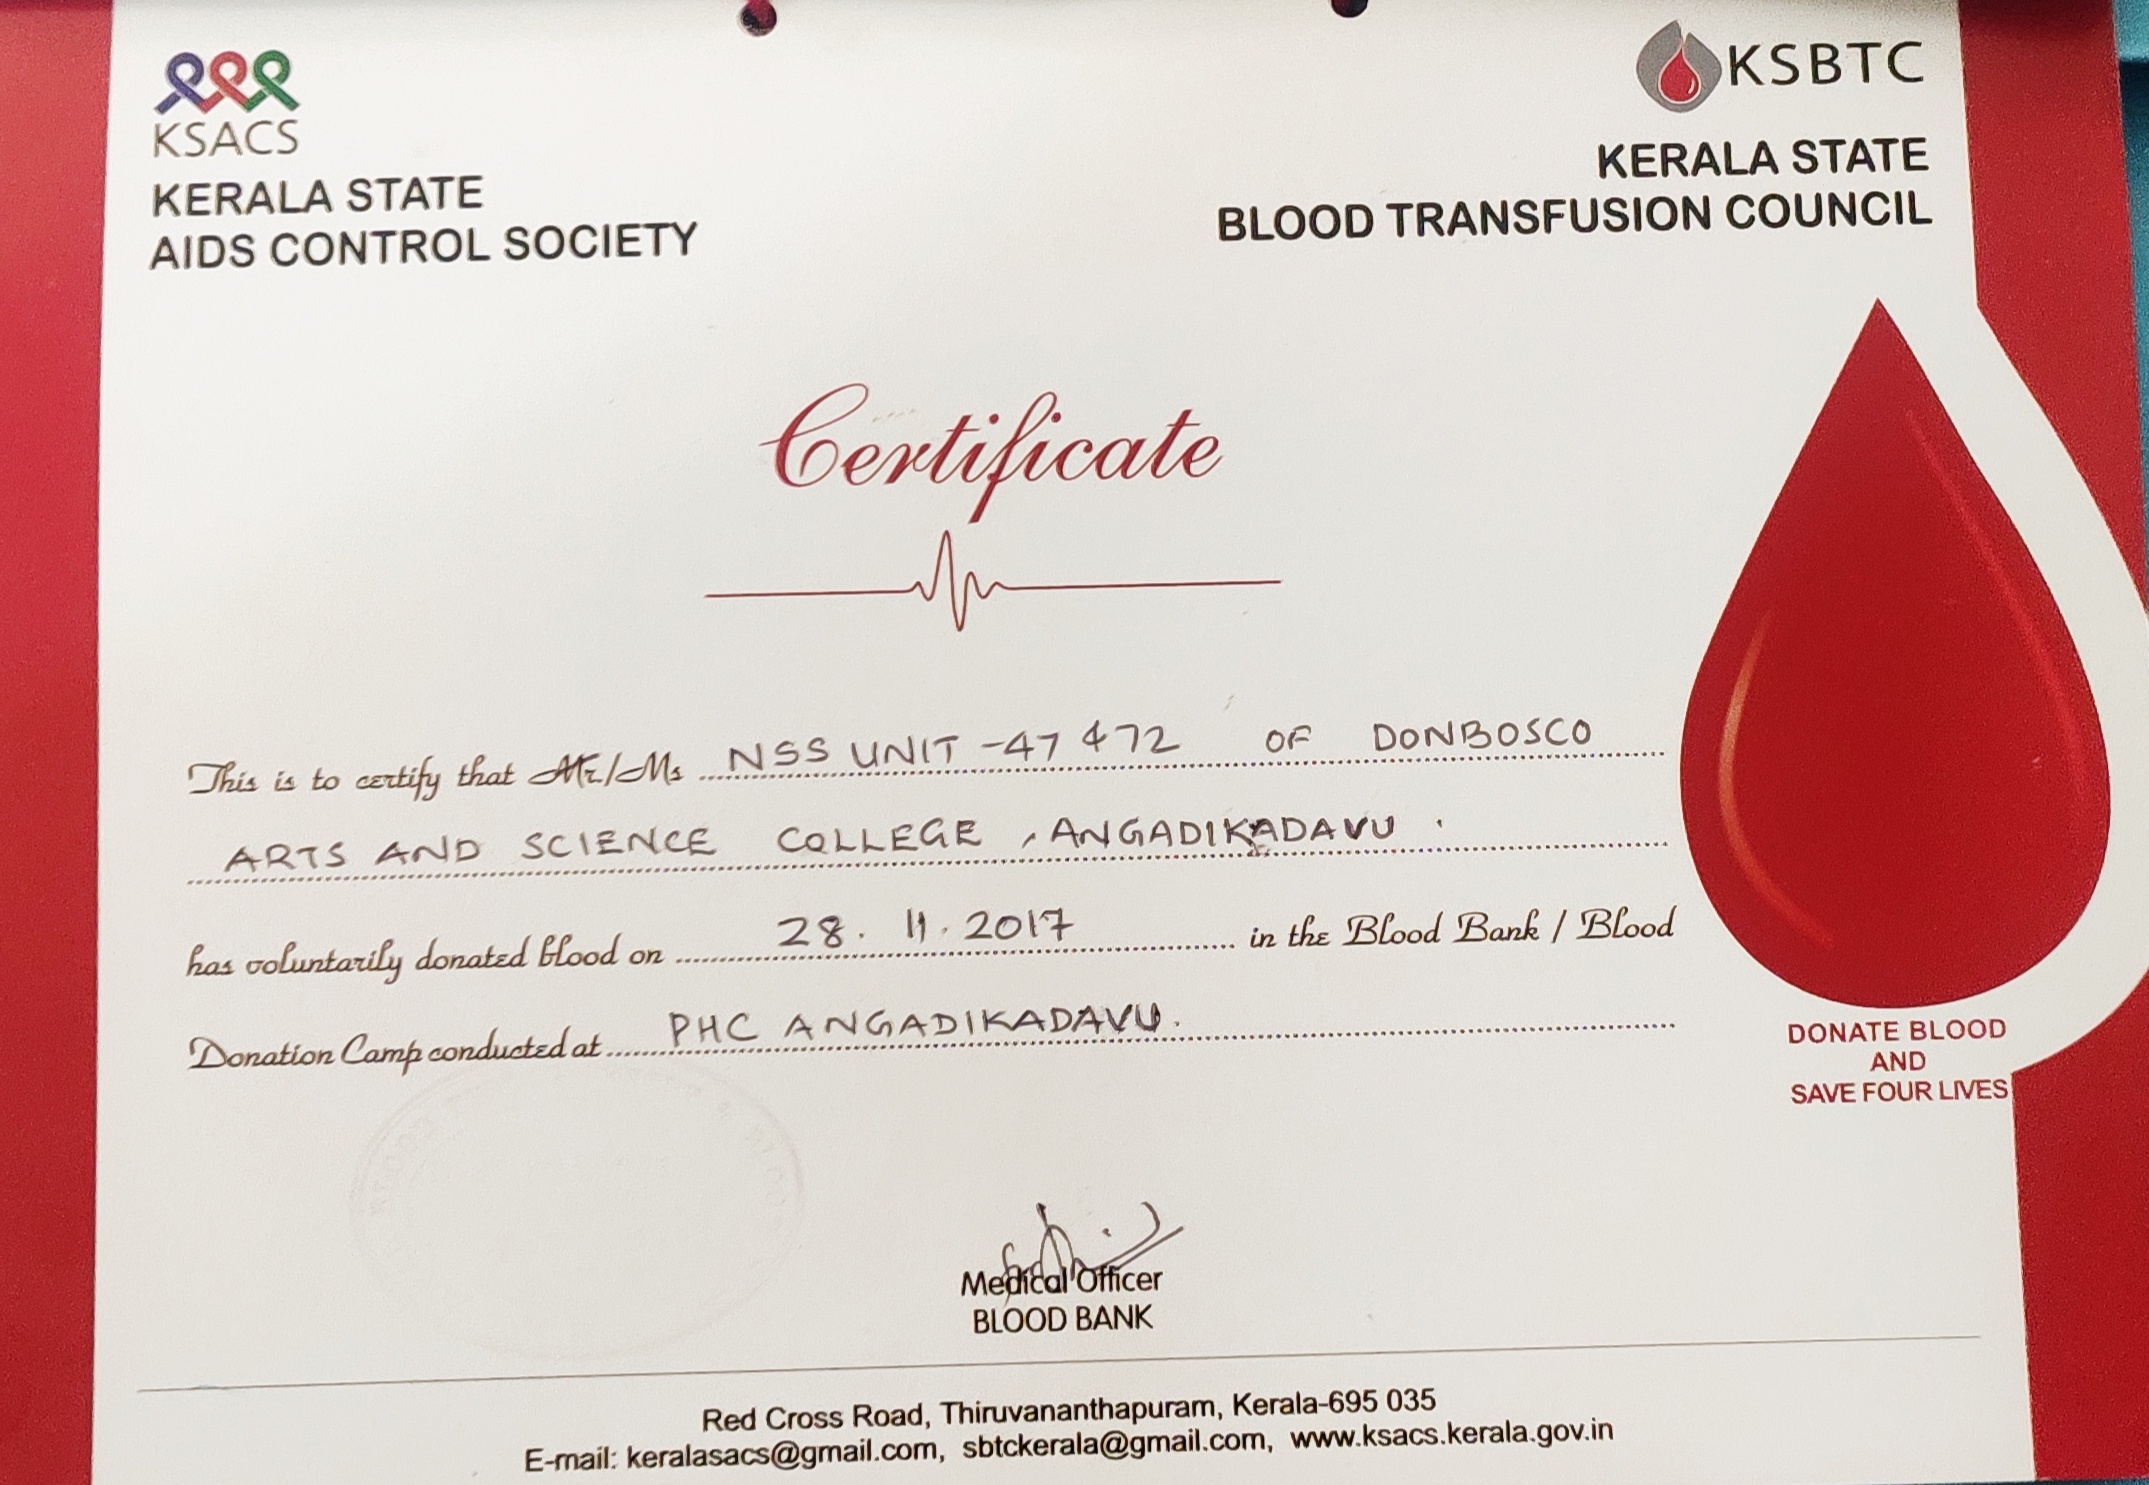 KSACS
KERALA STATE
AIDS CONTROL SOCIETY
KSBTC
KERALA STATE
BLOOD TRANSFUSION COUNCIL
Certificate
This is to certify that Mr/Ms NSS UNIT -47 &72 OF DONBOSCO
ARTS AND SCIENCE COLLEGE, ANGADIKADAVU.
has voluntarily donated blood on 28. 11. 2017 in the Blood Bank / Blood
Donation Camp conducted at PHC ANGADIKADAVU.
DONATE BLOOD
AND
SAVE FOUR LIVES
Medical Officer
BLOOD BANK
Red Cross Road, Thiruvananthapuram, Kerala-695 035
E-mail: keralasacs@gmail.com, sbtckerala@gmail.com, www.ksacs.kerala.gov.in